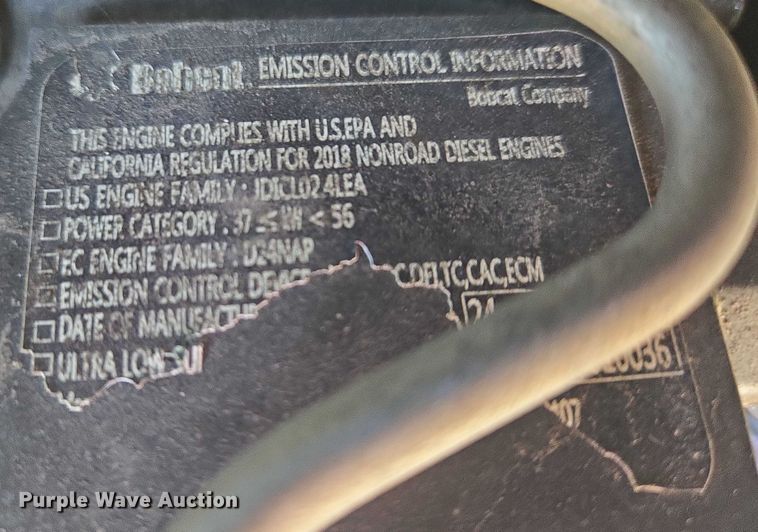 Bobcat EMISSION CONTROL INFORMATION
Bobcat Company
THIS ENGINE COMPLIES WITH U.S.EPA AND
CALIFORNIA REGULATION FOR 2018 NONROAD DIESEL ENGINES
US ENGINE FAMILY : JDICL02.4LEA
POWER CATEGORY : 37 ≤ kW < 56
EC ENGINE FAMILY : D24NAP
EMISSION CONTROL TC,CAC,ECM
DATE OF
24
ULTRA LOW
0036
Purple Wave Auction